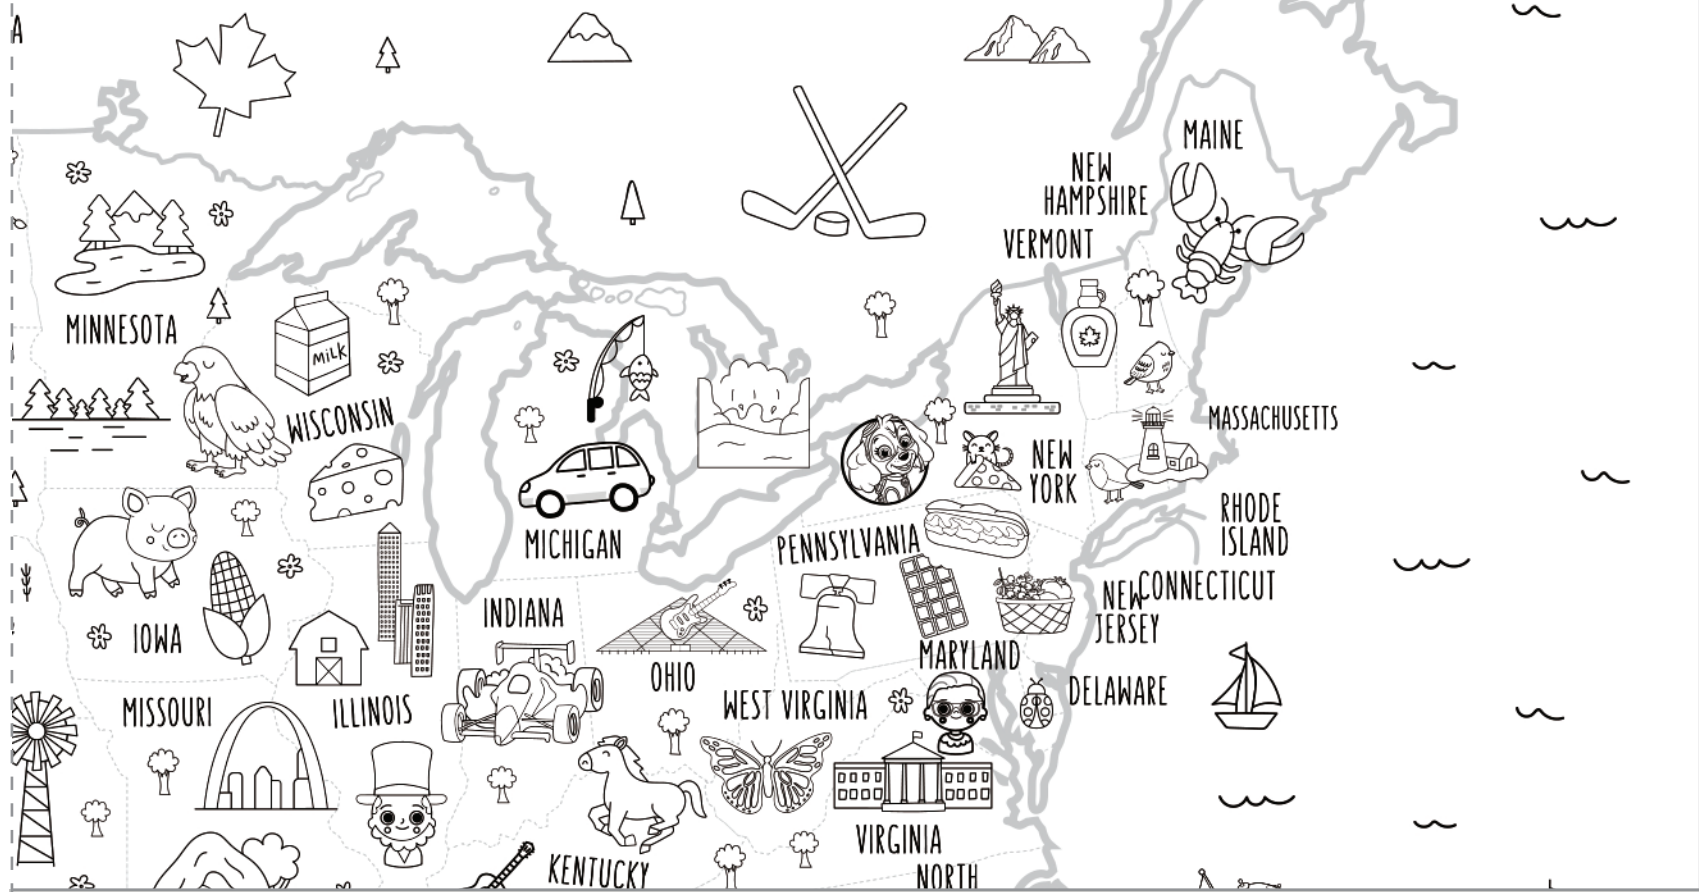 A
MAINE
NEW
HAMPSHIRE
VERMONT
MINNESOTA
MiLK
WISCONSIN
MASSACHUSETTS
NEW
YORK
RHODE
ISLAND
MICHIGAN
PENNSYLVANIA
CONNECTICUT
NEW
JERSEY
INDIANA
IOWA
MARYLAND
OHIO
DELAWARE
WEST VIRGINIA
MISSOURI
ILLINOIS
VIRGINIA
KENTUCKY
NORTH